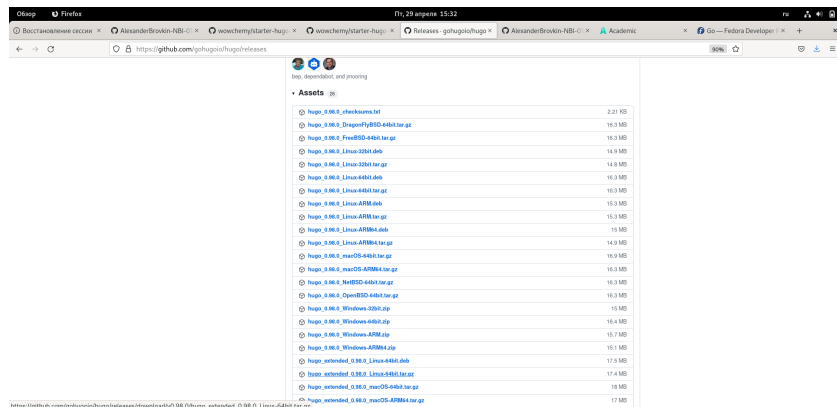 Обзор Firefox Пт, 29 апреля 15:32 ru
Восстановление сессии × AlexanderBrovkin-NBI-01 × wowchemy/starter-hugo × wowchemy/starter-hugo × Releases · gohugoio/hugo × AlexanderBrovkin-NBI-01 × Academic × Go — Fedora Developer ×
https://github.com/gohugoio/hugo/releases 90%
bep, dependabot, and jmooring
Assets 26
hugo_0.98.0_checksums.txt 2.21 KB
hugo_0.98.0_DragonFlyBSD-64bit.tar.gz 16.3 MB
hugo_0.98.0_FreeBSD-64bit.tar.gz 16.3 MB
hugo_0.98.0_Linux-32bit.deb 14.9 MB
hugo_0.98.0_Linux-32bit.tar.gz 14.8 MB
hugo_0.98.0_Linux-64bit.deb 16.3 MB
hugo_0.98.0_Linux-64bit.tar.gz 16.3 MB
hugo_0.98.0_Linux-ARM.deb 15.3 MB
hugo_0.98.0_Linux-ARM.tar.gz 15.3 MB
hugo_0.98.0_Linux-ARM64.deb 15 MB
hugo_0.98.0_Linux-ARM64.tar.gz 14.9 MB
hugo_0.98.0_macOS-64bit.tar.gz 16.9 MB
hugo_0.98.0_macOS-ARM64.tar.gz 16.3 MB
hugo_0.98.0_NetBSD-64bit.tar.gz 16.3 MB
hugo_0.98.0_OpenBSD-64bit.tar.gz 16.3 MB
hugo_0.98.0_Windows-32bit.zip 15 MB
hugo_0.98.0_Windows-64bit.zip 16.4 MB
hugo_0.98.0_Windows-ARM.zip 15.7 MB
hugo_0.98.0_Windows-ARM64.zip 15.1 MB
hugo_extended_0.98.0_Linux-64bit.deb 17.5 MB
hugo_extended_0.98.0_Linux-64bit.tar.gz 17.4 MB
hugo_extended_0.98.0_macOS-64bit.tar.gz 18 MB
hugo_extended_0.98.0_macOS-ARM64.tar.gz 17 MB
https://github.com/gohugoio/hugo/releases/download/v0.98.0/hugo_extended_0.98.0_Linux-64bit.tar.gz